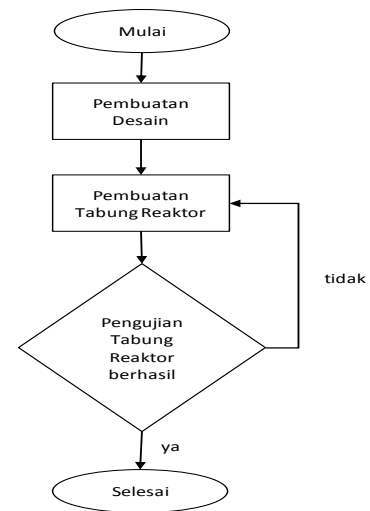 Mulai
Pembuatan
Desain
Pembuatan
Tabung Reaktor
tidak
Pengujian
Tabung
Reaktor
berhasil
ya
Selesai